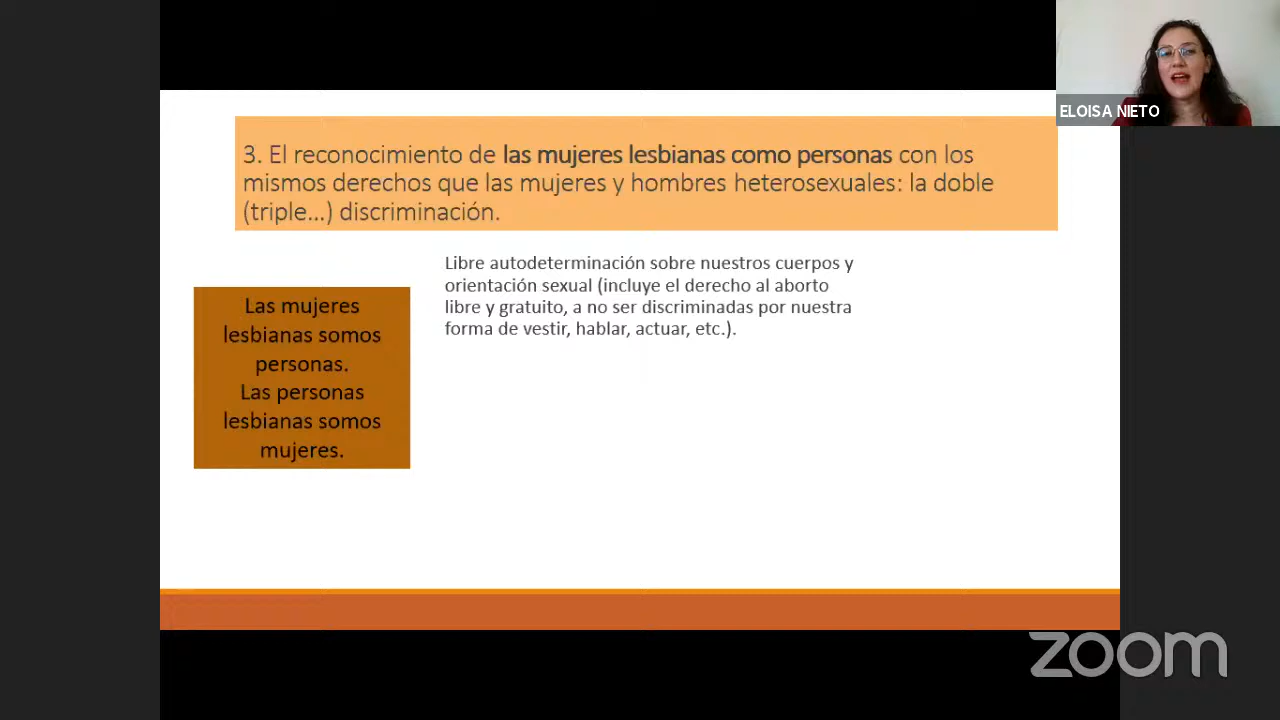 ELOISA NIETO
3. El reconocimiento de las mujeres lesbianas como personas con los
mismos derechos que las mujeres y hombres heterosexuales: la doble
(triple...) discriminación.
Libre autodeterminación sobre nuestros cuerpos y
orientación sexual (incluye el derecho al aborto
libre y gratuito, a no ser discriminadas por nuestra
forma de vestir, hablar, actuar, etc.).
Las mujeres
lesbianas somos
personas.
Las personas
lesbianas somos
mujeres.
zoom